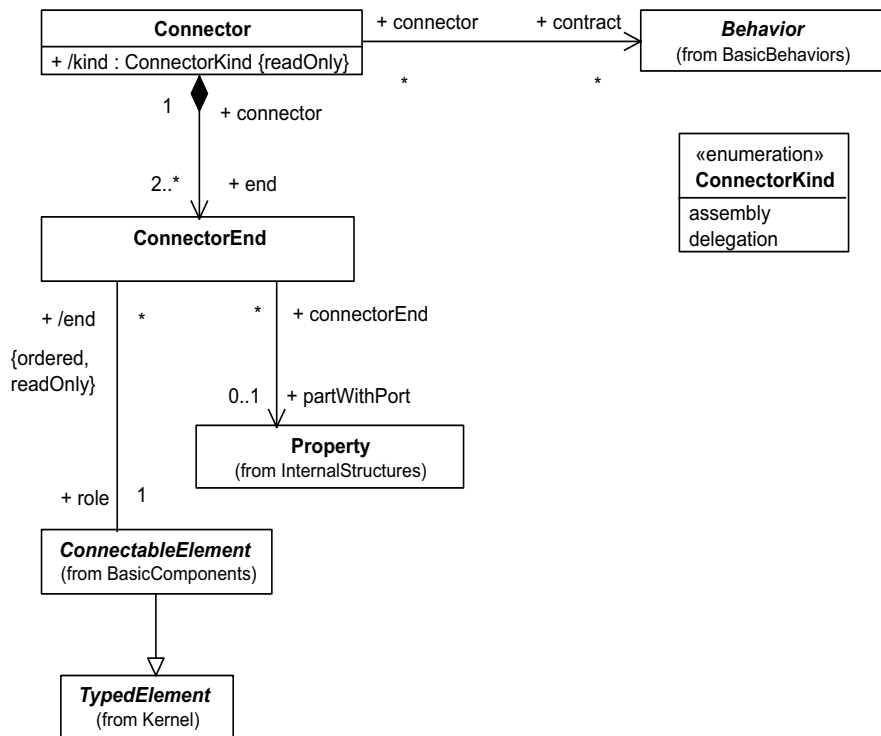 Connector
+ /kind : ConnectorKind {readOnly}
+ connector
+ contract
*
*
Behavior
(from BasicBehaviors)
1
+ connector
2..*
+ end
«enumeration»
ConnectorKind
assembly
delegation
ConnectorEnd
+ /end
*
{ordered,
readOnly}
*
+ connectorEnd
0..1
+ partWithPort
Property
(from InternalStructures)
+ role
1
ConnectableElement
(from BasicComponents)
TypedElement
(from Kernel)